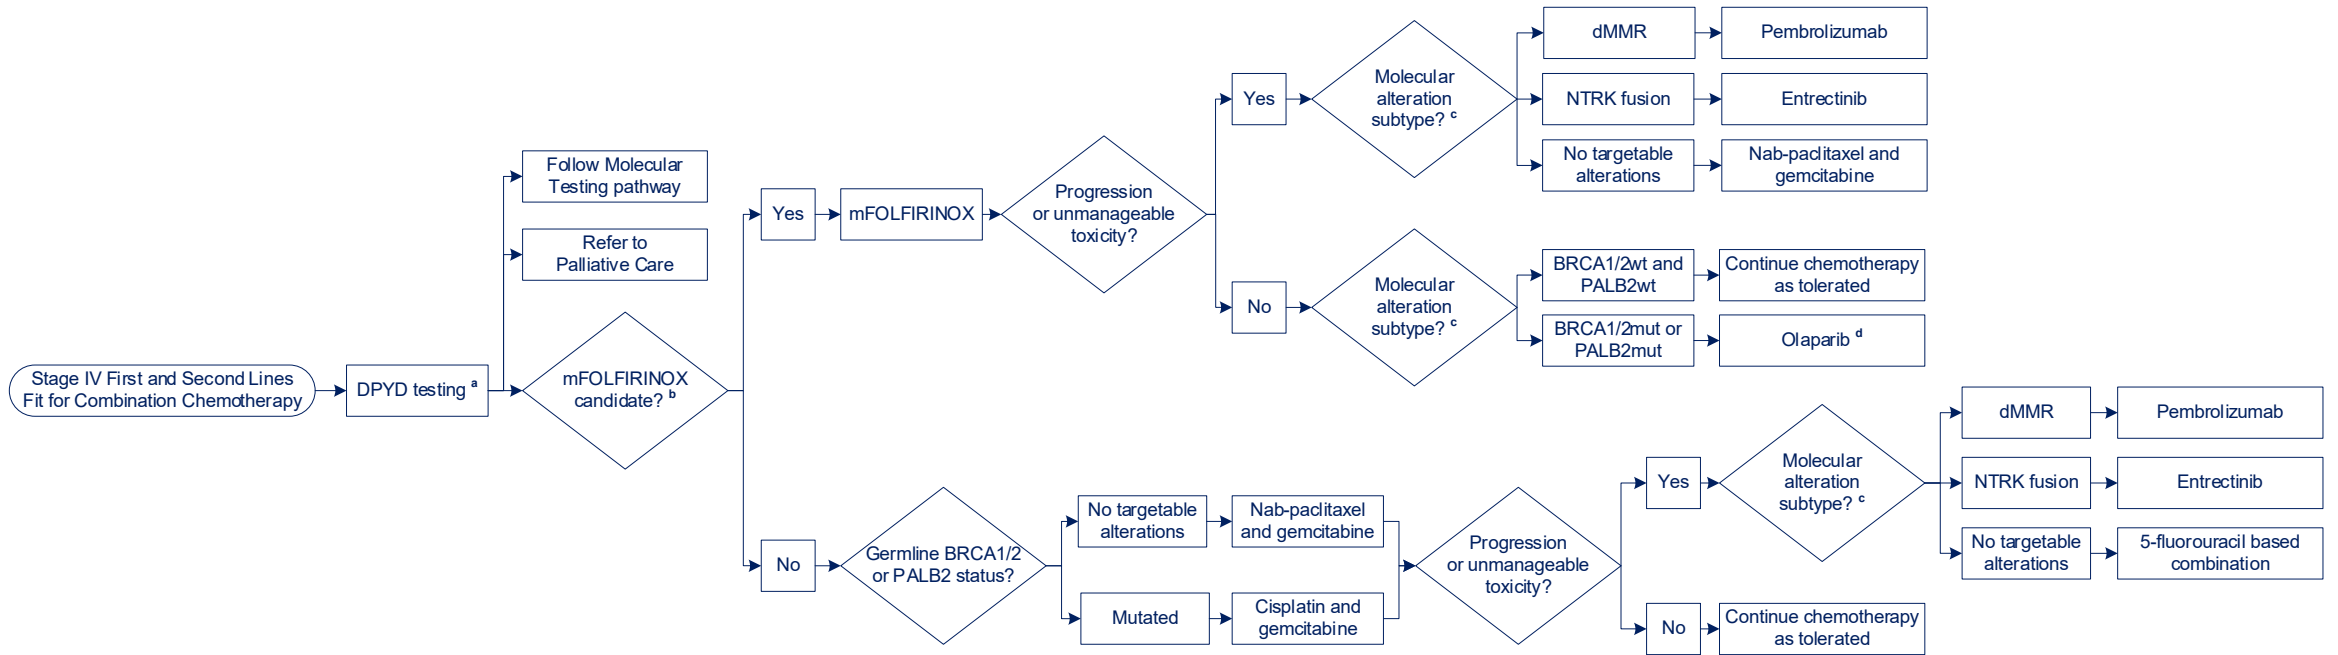 Stage IV First and Second Lines
Fit for Combination Chemotherapy
DPYD testing a
Follow Molecular
Testing pathway
Refer to
Palliative Care
mFOLFIRINOX
candidate? b
Yes
mFOLFIRINOX
Progression
or unmanageable
toxicity?
Yes
Molecular
alteration
subtype? c
dMMR
Pembrolizumab
NTRK fusion
Entrectinib
No targetable
alterations
Nab-paclitaxel and
gemcitabine
No
Molecular
alteration
subtype? c
BRCA1/2wt and
PALB2wt
Continue chemotherapy
as tolerated
BRCA1/2mut or
PALB2mut
Olaparib d
No
Germline BRCA1/2
or PALB2 status?
No targetable
alterations
Nab-paclitaxel
and gemcitabine
Mutated
Cisplatin and
gemcitabine
Progression
or unmanageable
toxicity?
Yes
Molecular
alteration
subtype? c
dMMR
Pembrolizumab
NTRK fusion
Entrectinib
No targetable
alterations
5-fluorouracil based
combination
No
Continue chemotherapy
as tolerated